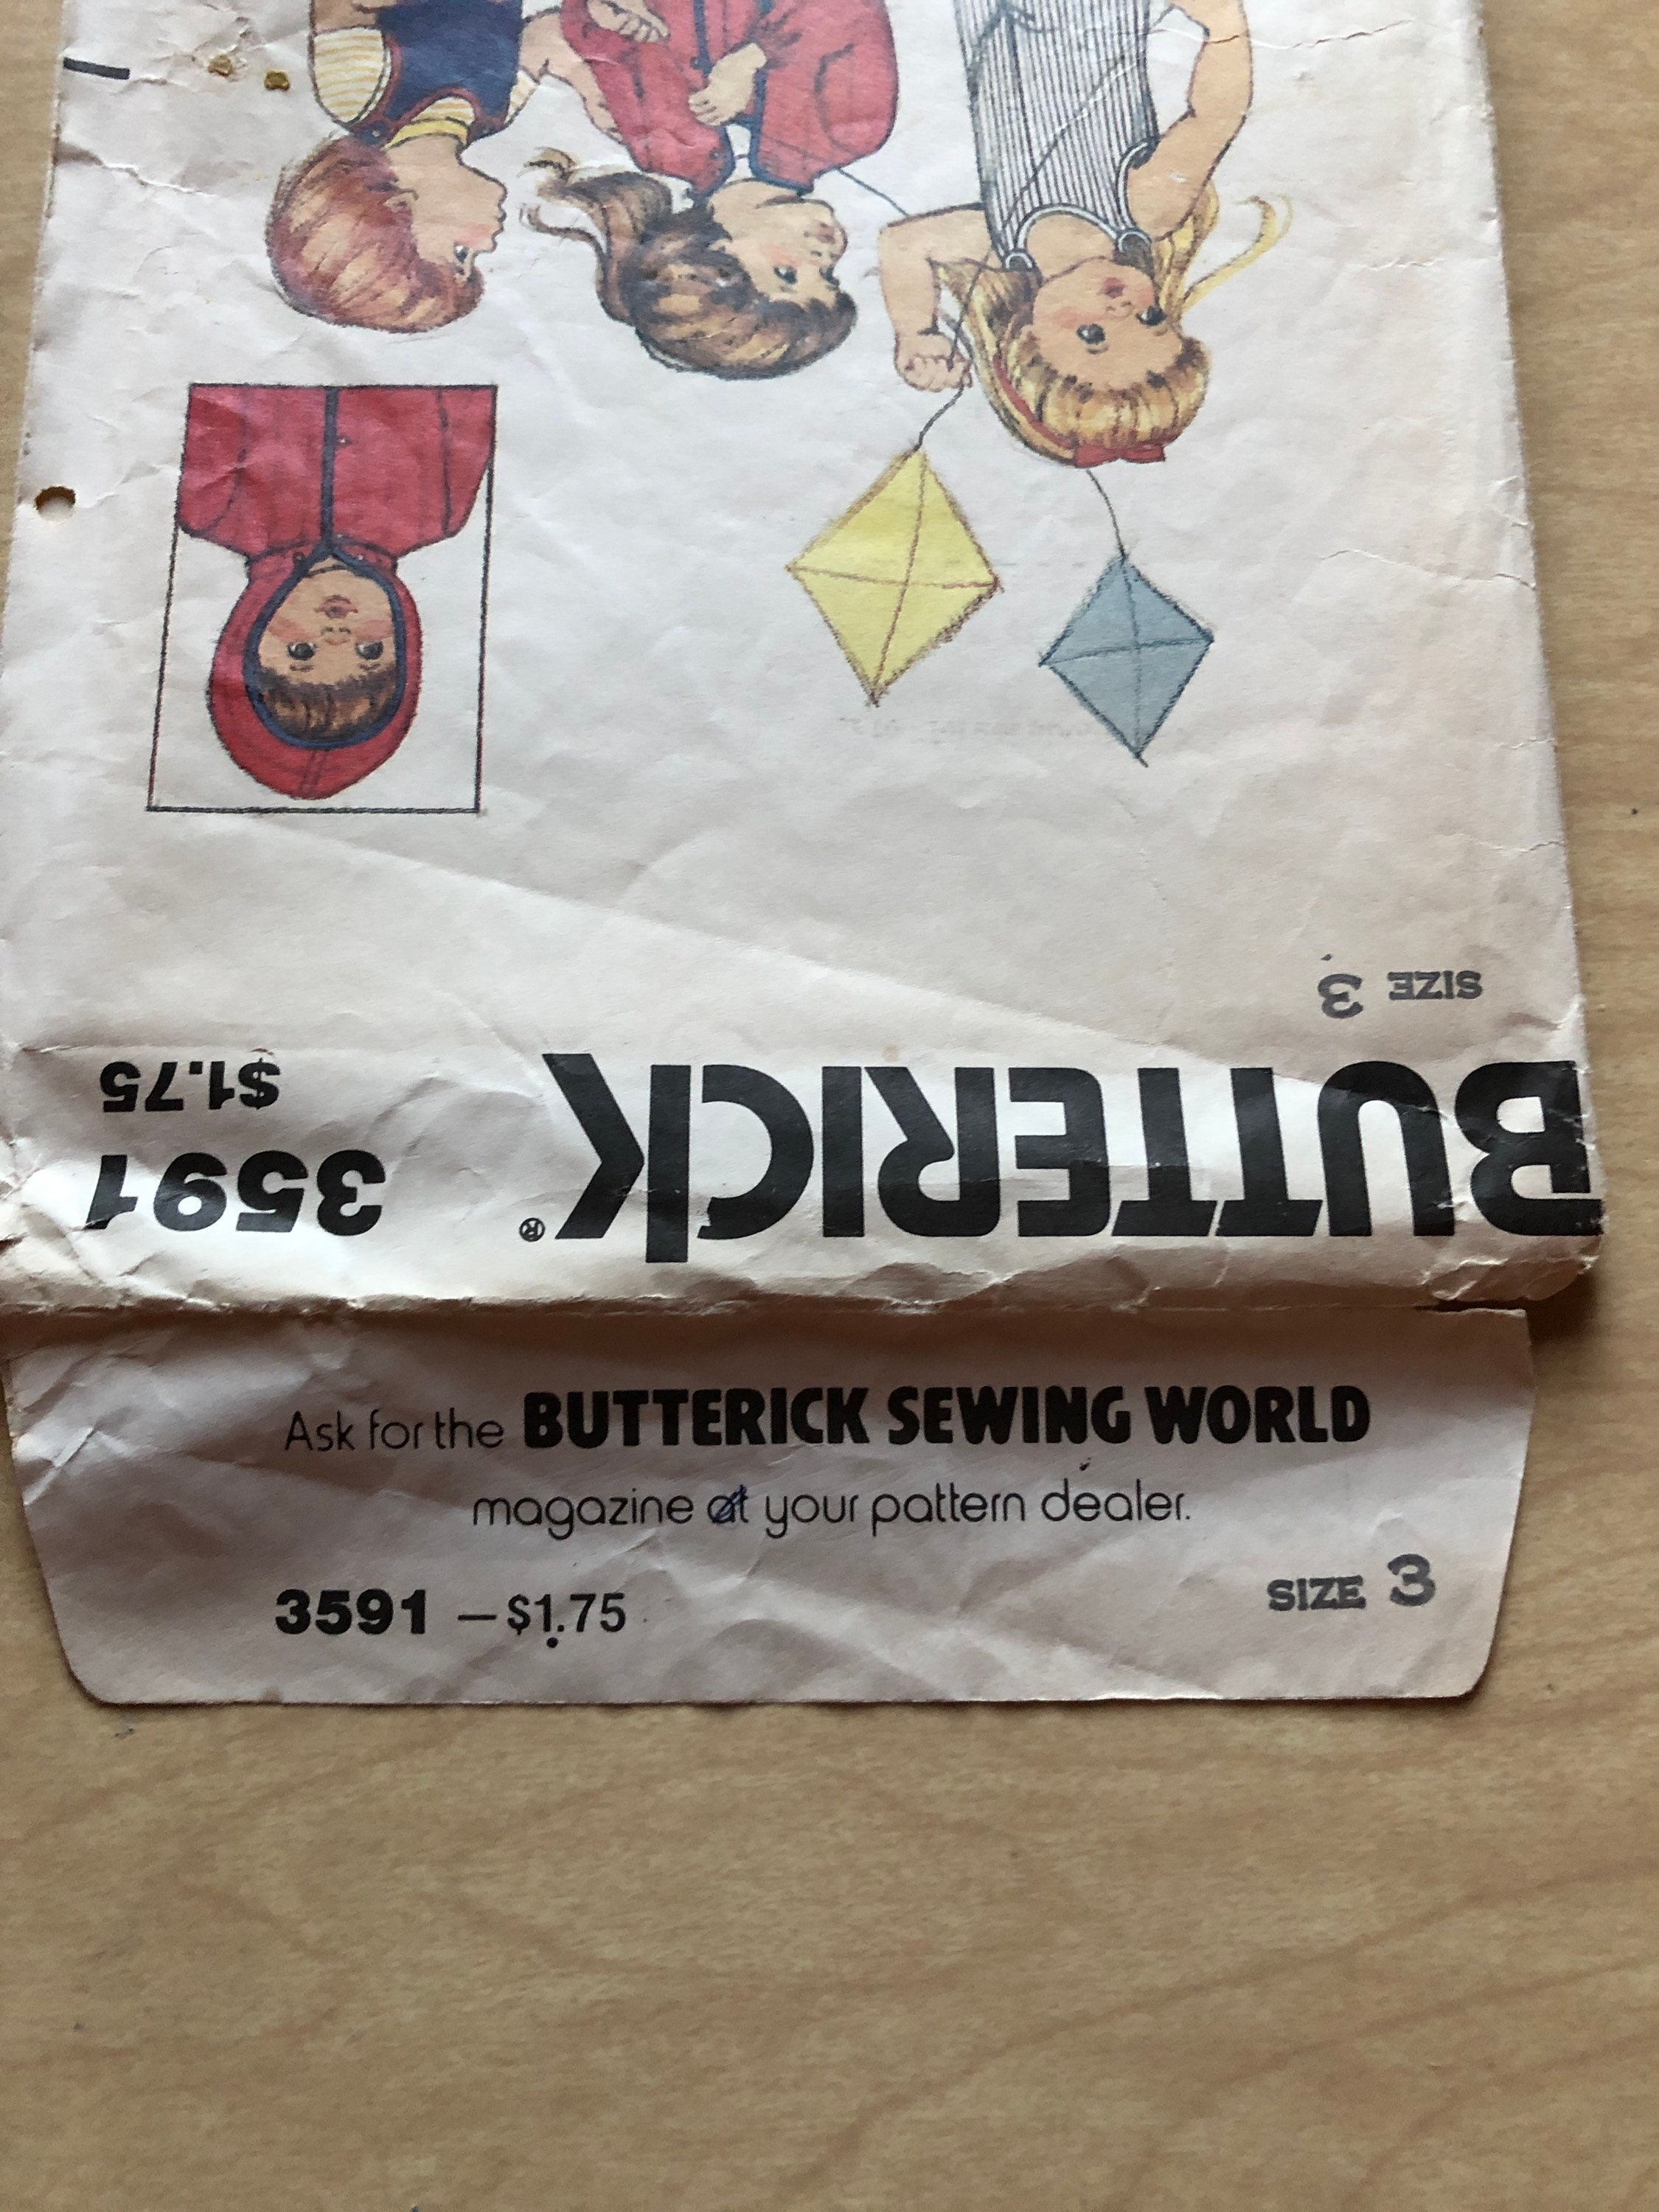 BUTTERICK®
3591
$1.75
SIZE 3
Ask for the BUTTERICK SEWING WORLD
magazine at your pattern dealer.
3591 – $1.75
SIZE 3